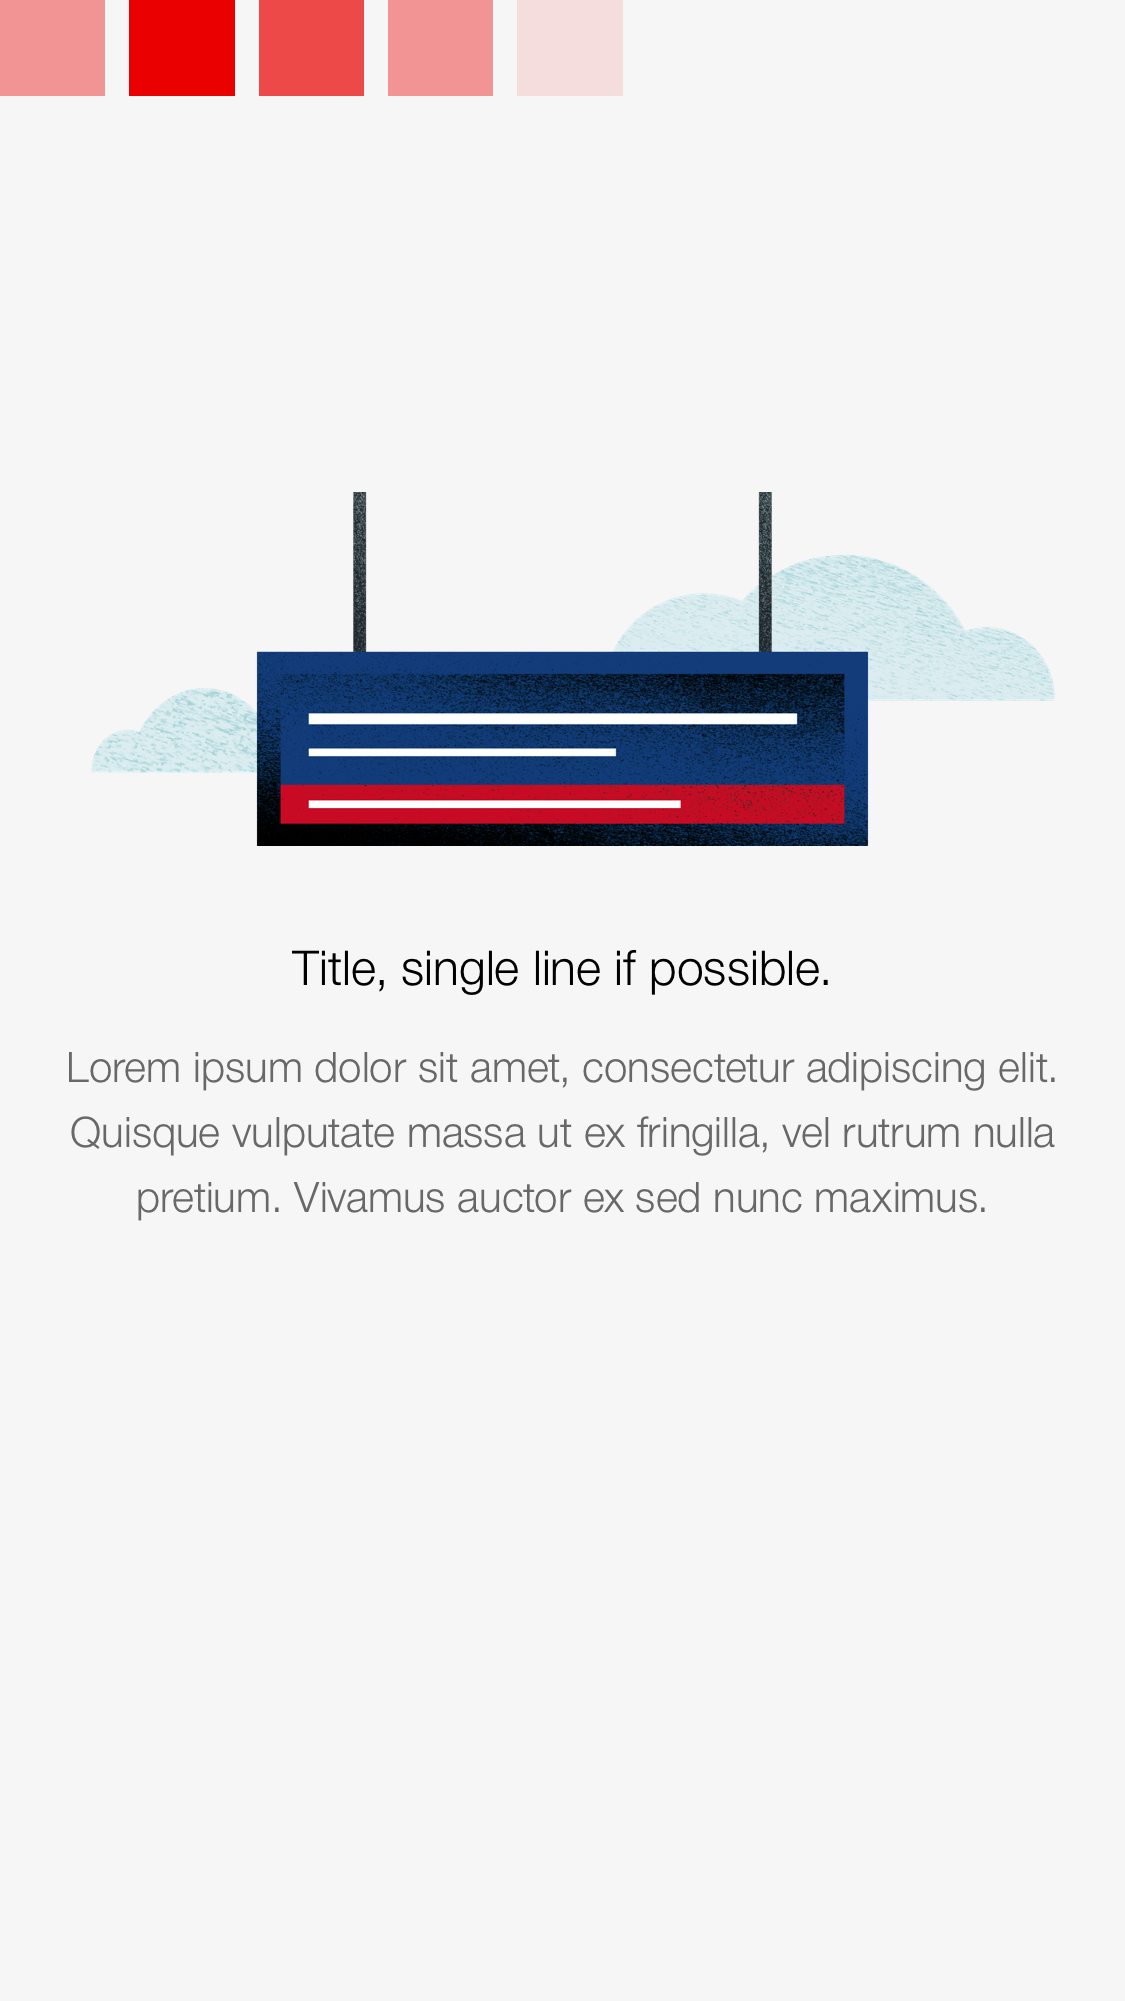 Title, single line if possible.
Lorem ipsum dolor sit amet, consectetur adipiscing elit.
Quisque vulputate massa ut ex fringilla, vel rutrum nulla
pretium. Vivamus auctor ex sed nunc maximus.